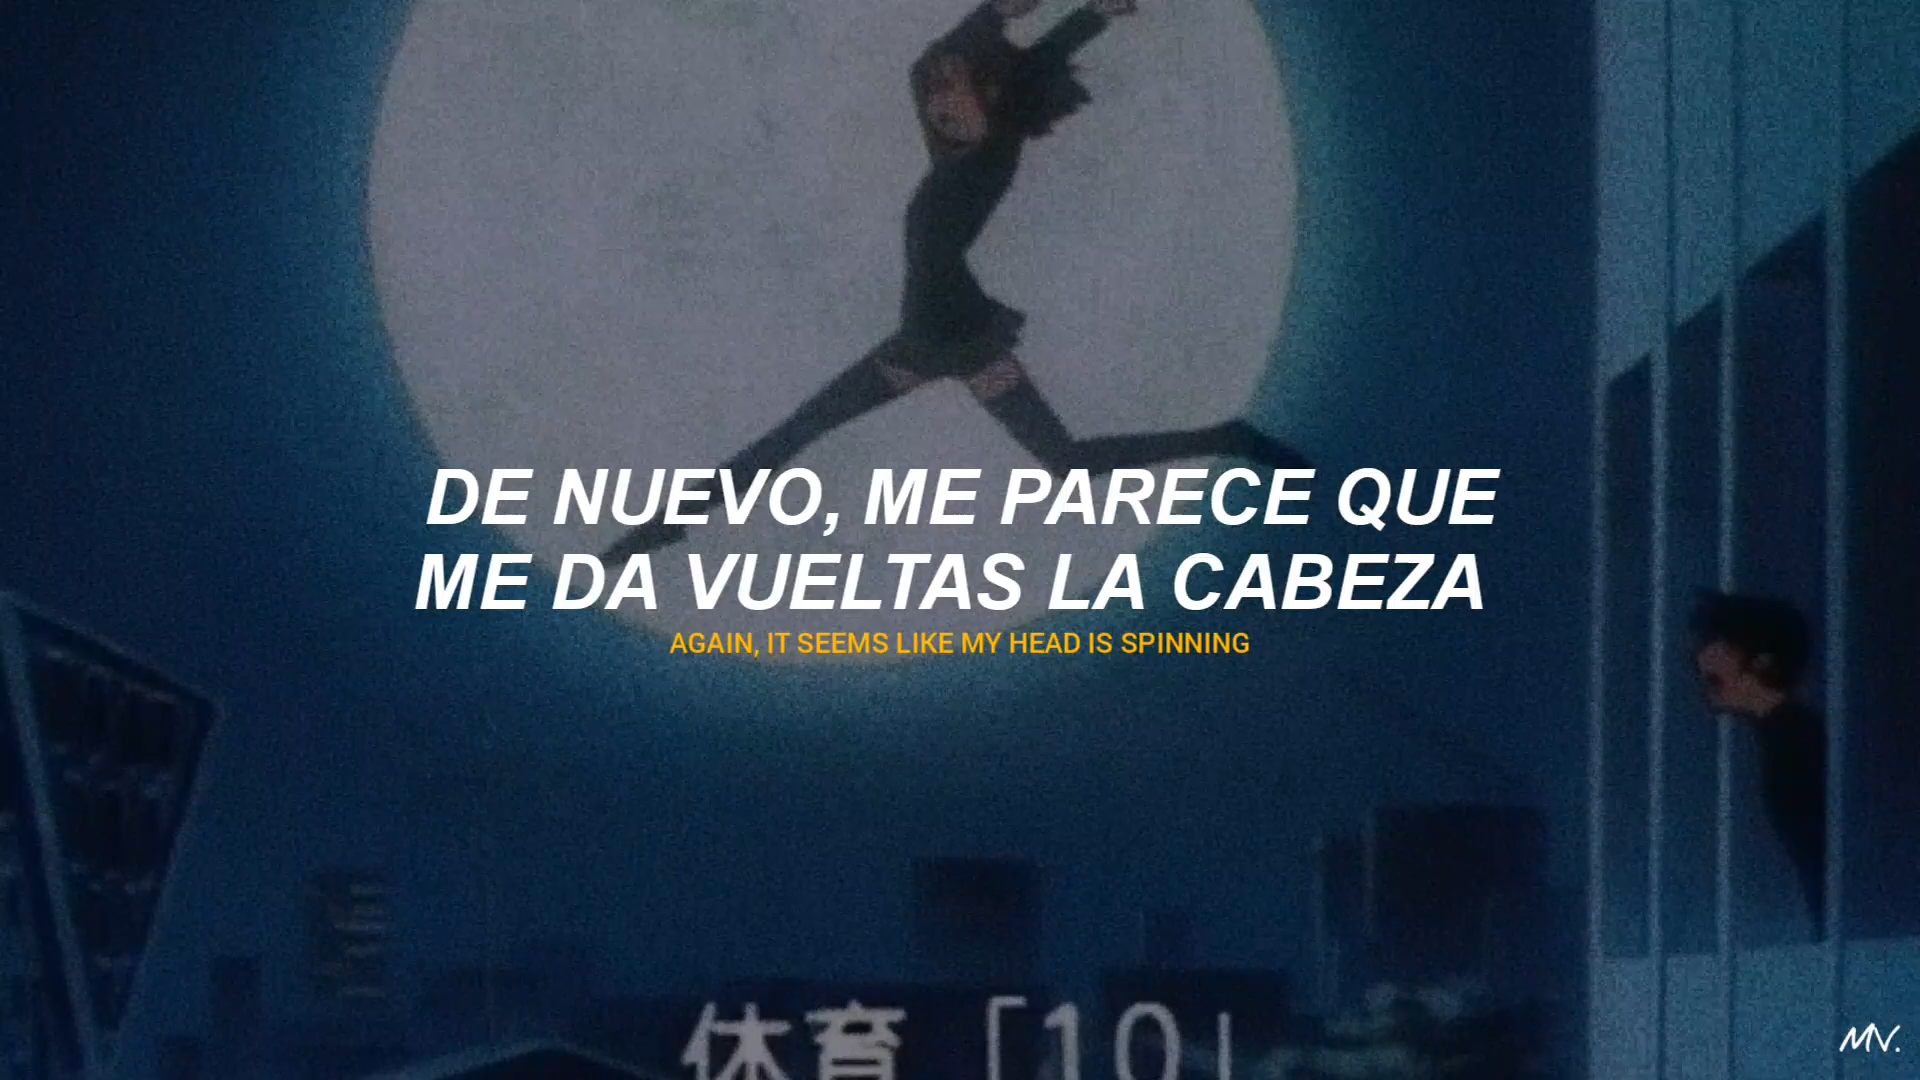 DE NUEVO, ME PARECE QUE
ME DA VUELTAS LA CABEZA
AGAIN, IT SEEMS LIKE MY HEAD IS SPINNING
体育「10」
MV.